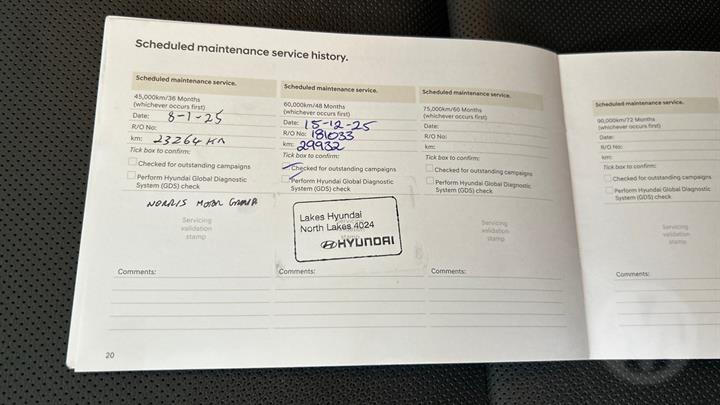 Scheduled maintenance service history.
Scheduled maintenance service.
45,000km/36 Months
(whichever occurs first)
Date: 8-1-25
R/O No:
km: 23264 KM
Tick box to confirm:
Checked for outstanding campaigns
Perform Hyundai Global Diagnostic
System (GDS) check
NORRIS MOTOR GROUP
Servicing
validation
stamp
Comments:
Scheduled maintenance service.
60,000km/48 Months
(whichever occurs first)
Date: 15-12-25
R/O No: 181033
km: 29932
Tick box to confirm:
Checked for outstanding campaigns
Perform Hyundai Global Diagnostic
System (GDS) check
Lakes Hyundai
North Lakes 4024
stamp
HYUNDAI
Comments:
Scheduled maintenance service.
75,000km/60 Months
(whichever occurs first)
Date:
R/O No:
km:
Tick box to confirm:
Checked for outstanding campaigns
Perform Hyundai Global Diagnostic
System (GDS) check
Servicing
validation
stamp
Comments:
20
Scheduled maintenance service.
90,000km/72 Months
(whichever occurs first)
Date:
R/O No:
km:
Tick box to confirm:
Checked for outstanding campaigns
Perform Hyundai Global Diagnostic
System (GDS) check
Servicing
validation
stamp
Comments: